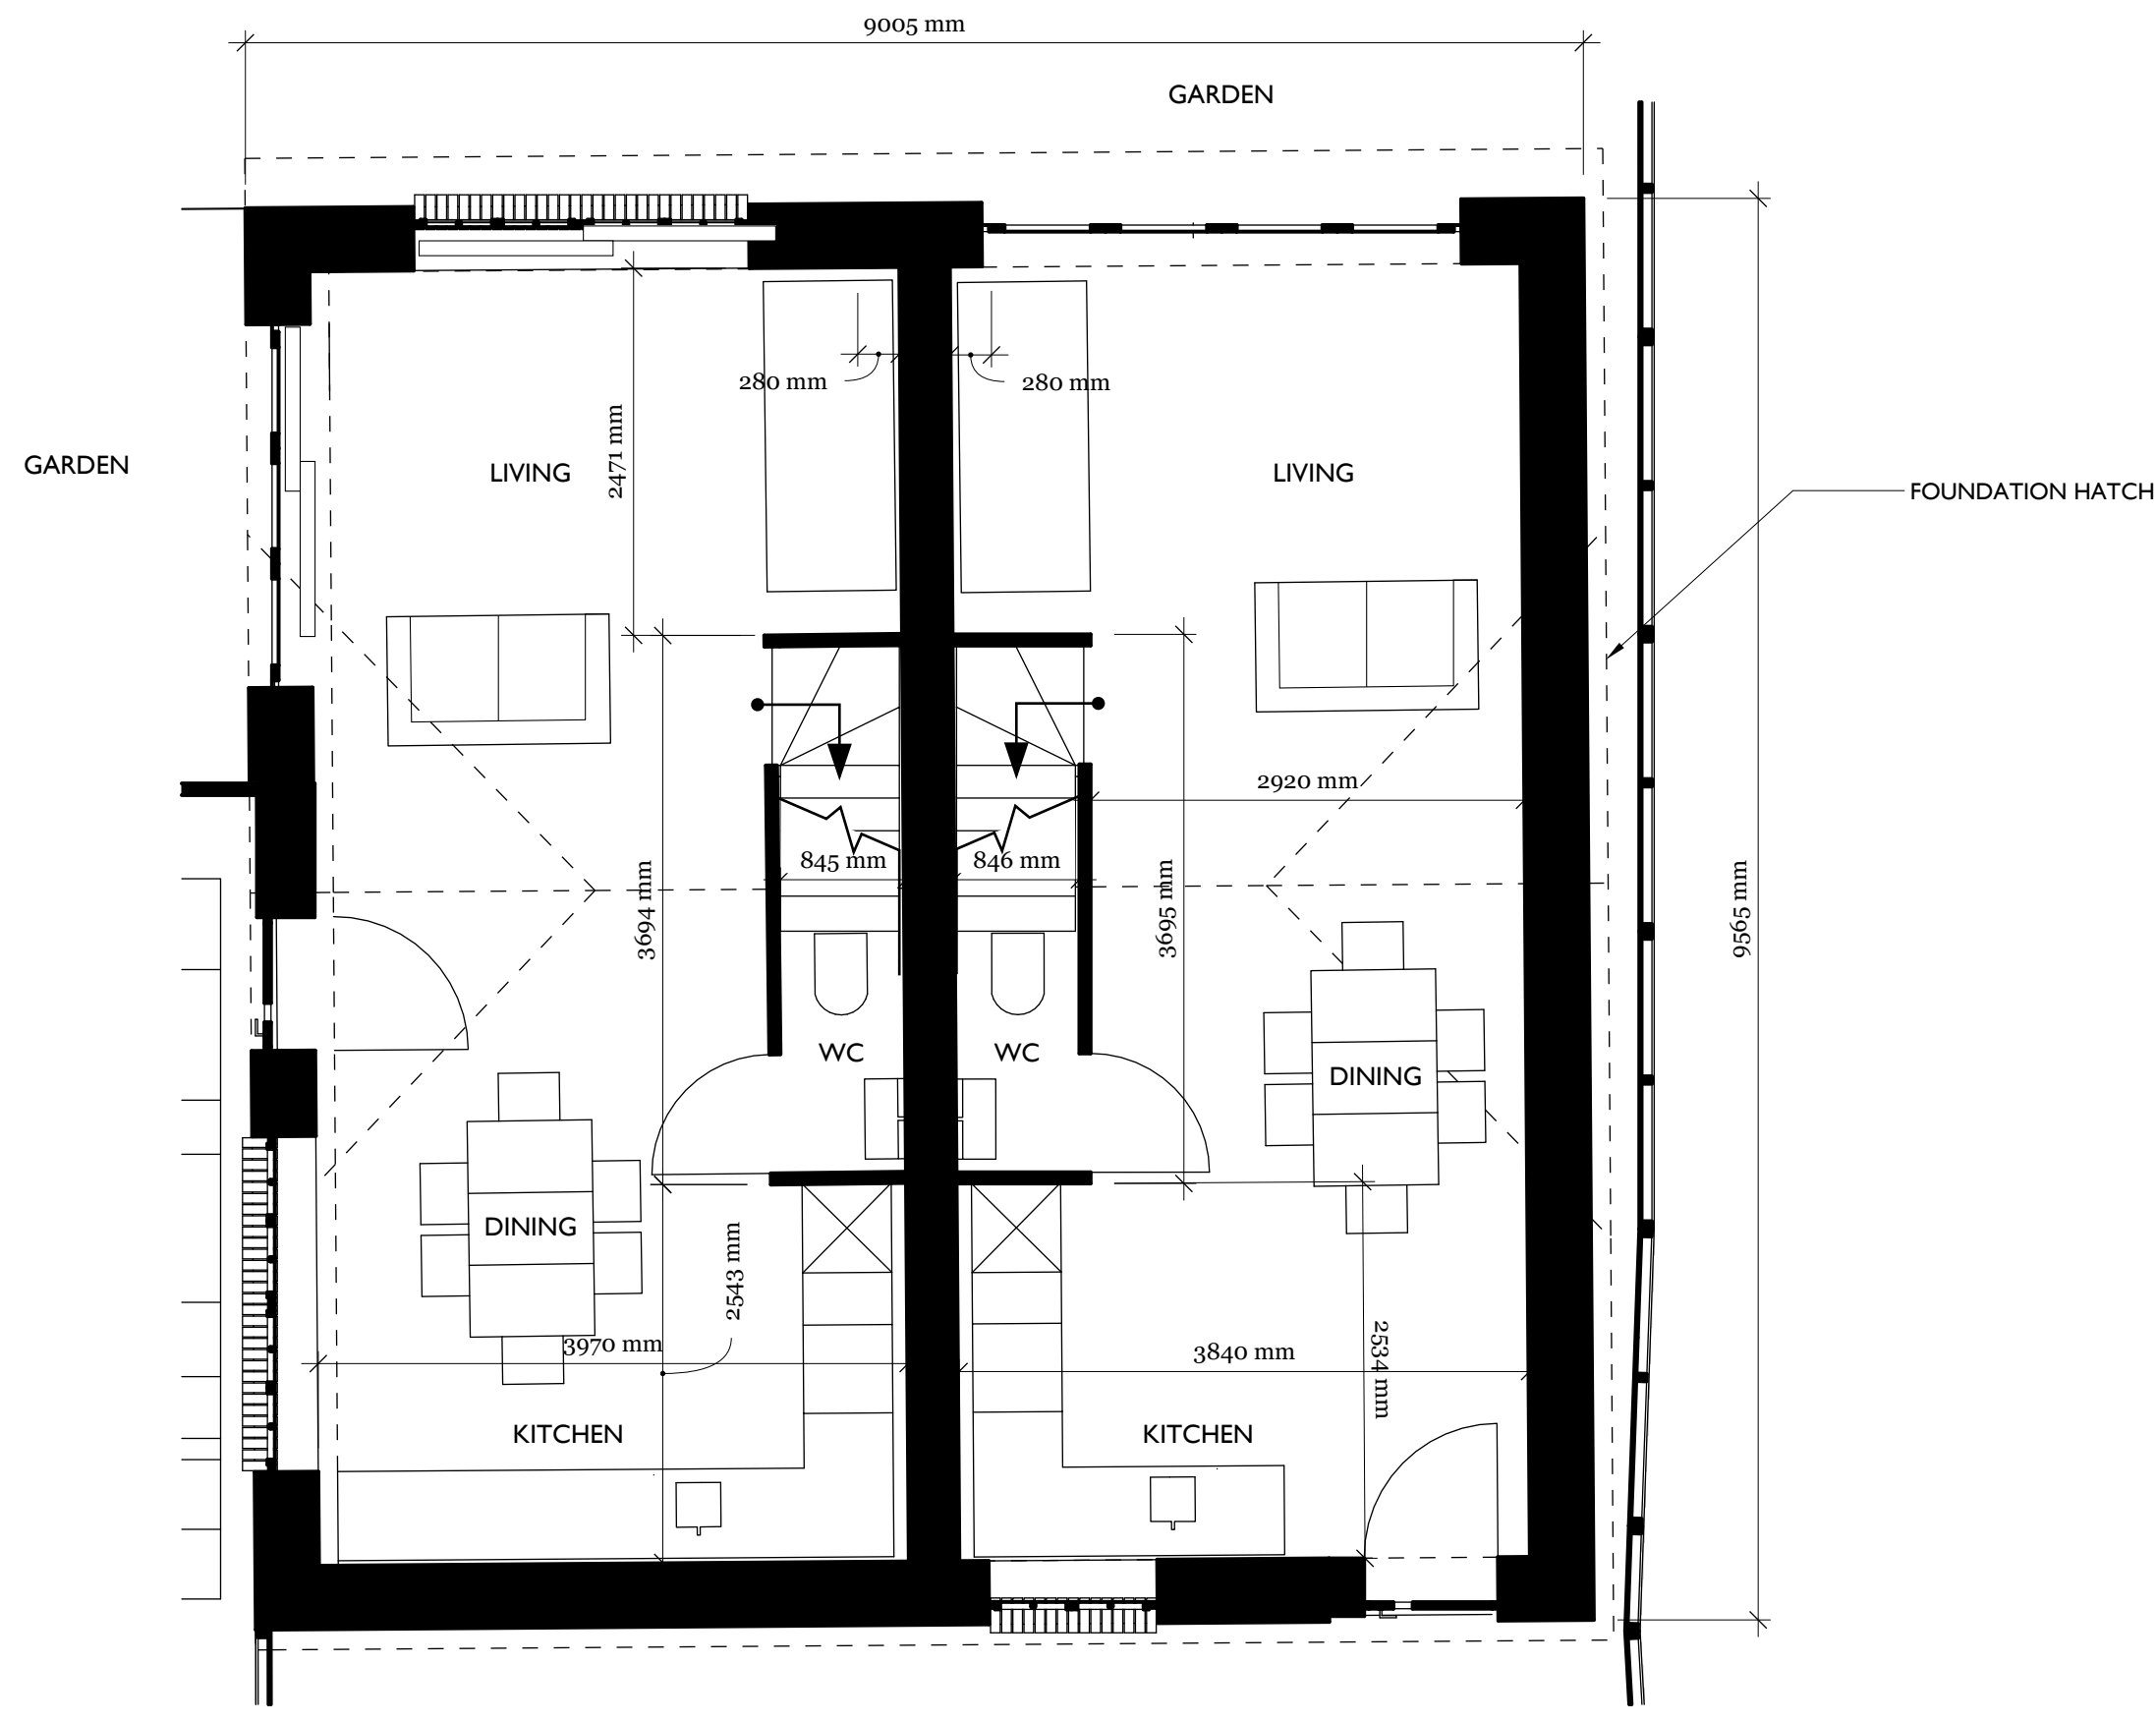 9005 mm
GARDEN
280 mm
280 mm
2471 mm
GARDEN
LIVING
LIVING
FOUNDATION HATCH
2920 mm
845 mm
846 mm
3694 mm
3695 mm
9565 mm
WC
WC
DINING
DINING
2543 mm
3970 mm
3840 mm
2534 mm
KITCHEN
KITCHEN